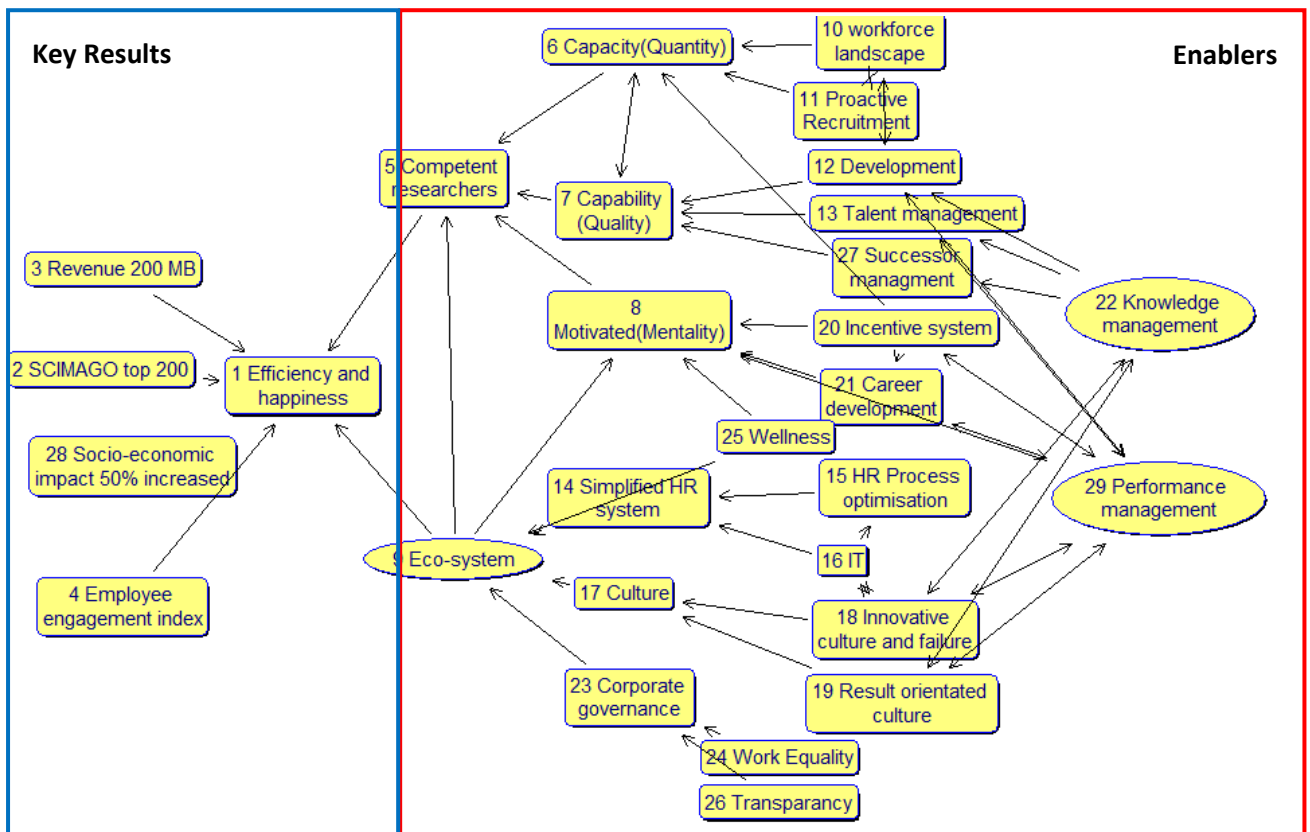 Key Results
Enablers
10 workforce
landscape
6 Capacity(Quantity)
11 Proactive
Recruitment
5 Competent
researchers
12 Development
7 Capability
(Quality)
13 Talent management
27 Successor
managment
3 Revenue 200 MB
22 Knowledge
management
8
Motivated(Mentality)
20 Incentive system
2 SCIMAGO top 200
1 Efficiency and
happiness
21 Career
development
25 Wellness
28 Socio-economic
impact 50% increased
14 Simplified HR
system
15 HR Process
optimisation
29 Performance
management
9 Eco-system
16 IT
4 Employee
engagement index
17 Culture
18 Innovative
culture and failure
23 Corporate
governance
19 Result orientated
culture
24 Work Equality
26 Transparancy